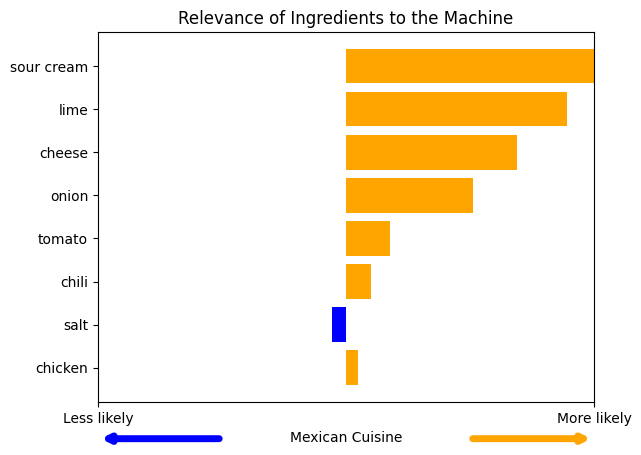 Relevance of Ingredients to the Machine
sour cream
lime
cheese
onion
tomato
chili
salt
chicken
Less likely
More likely
Mexican Cuisine